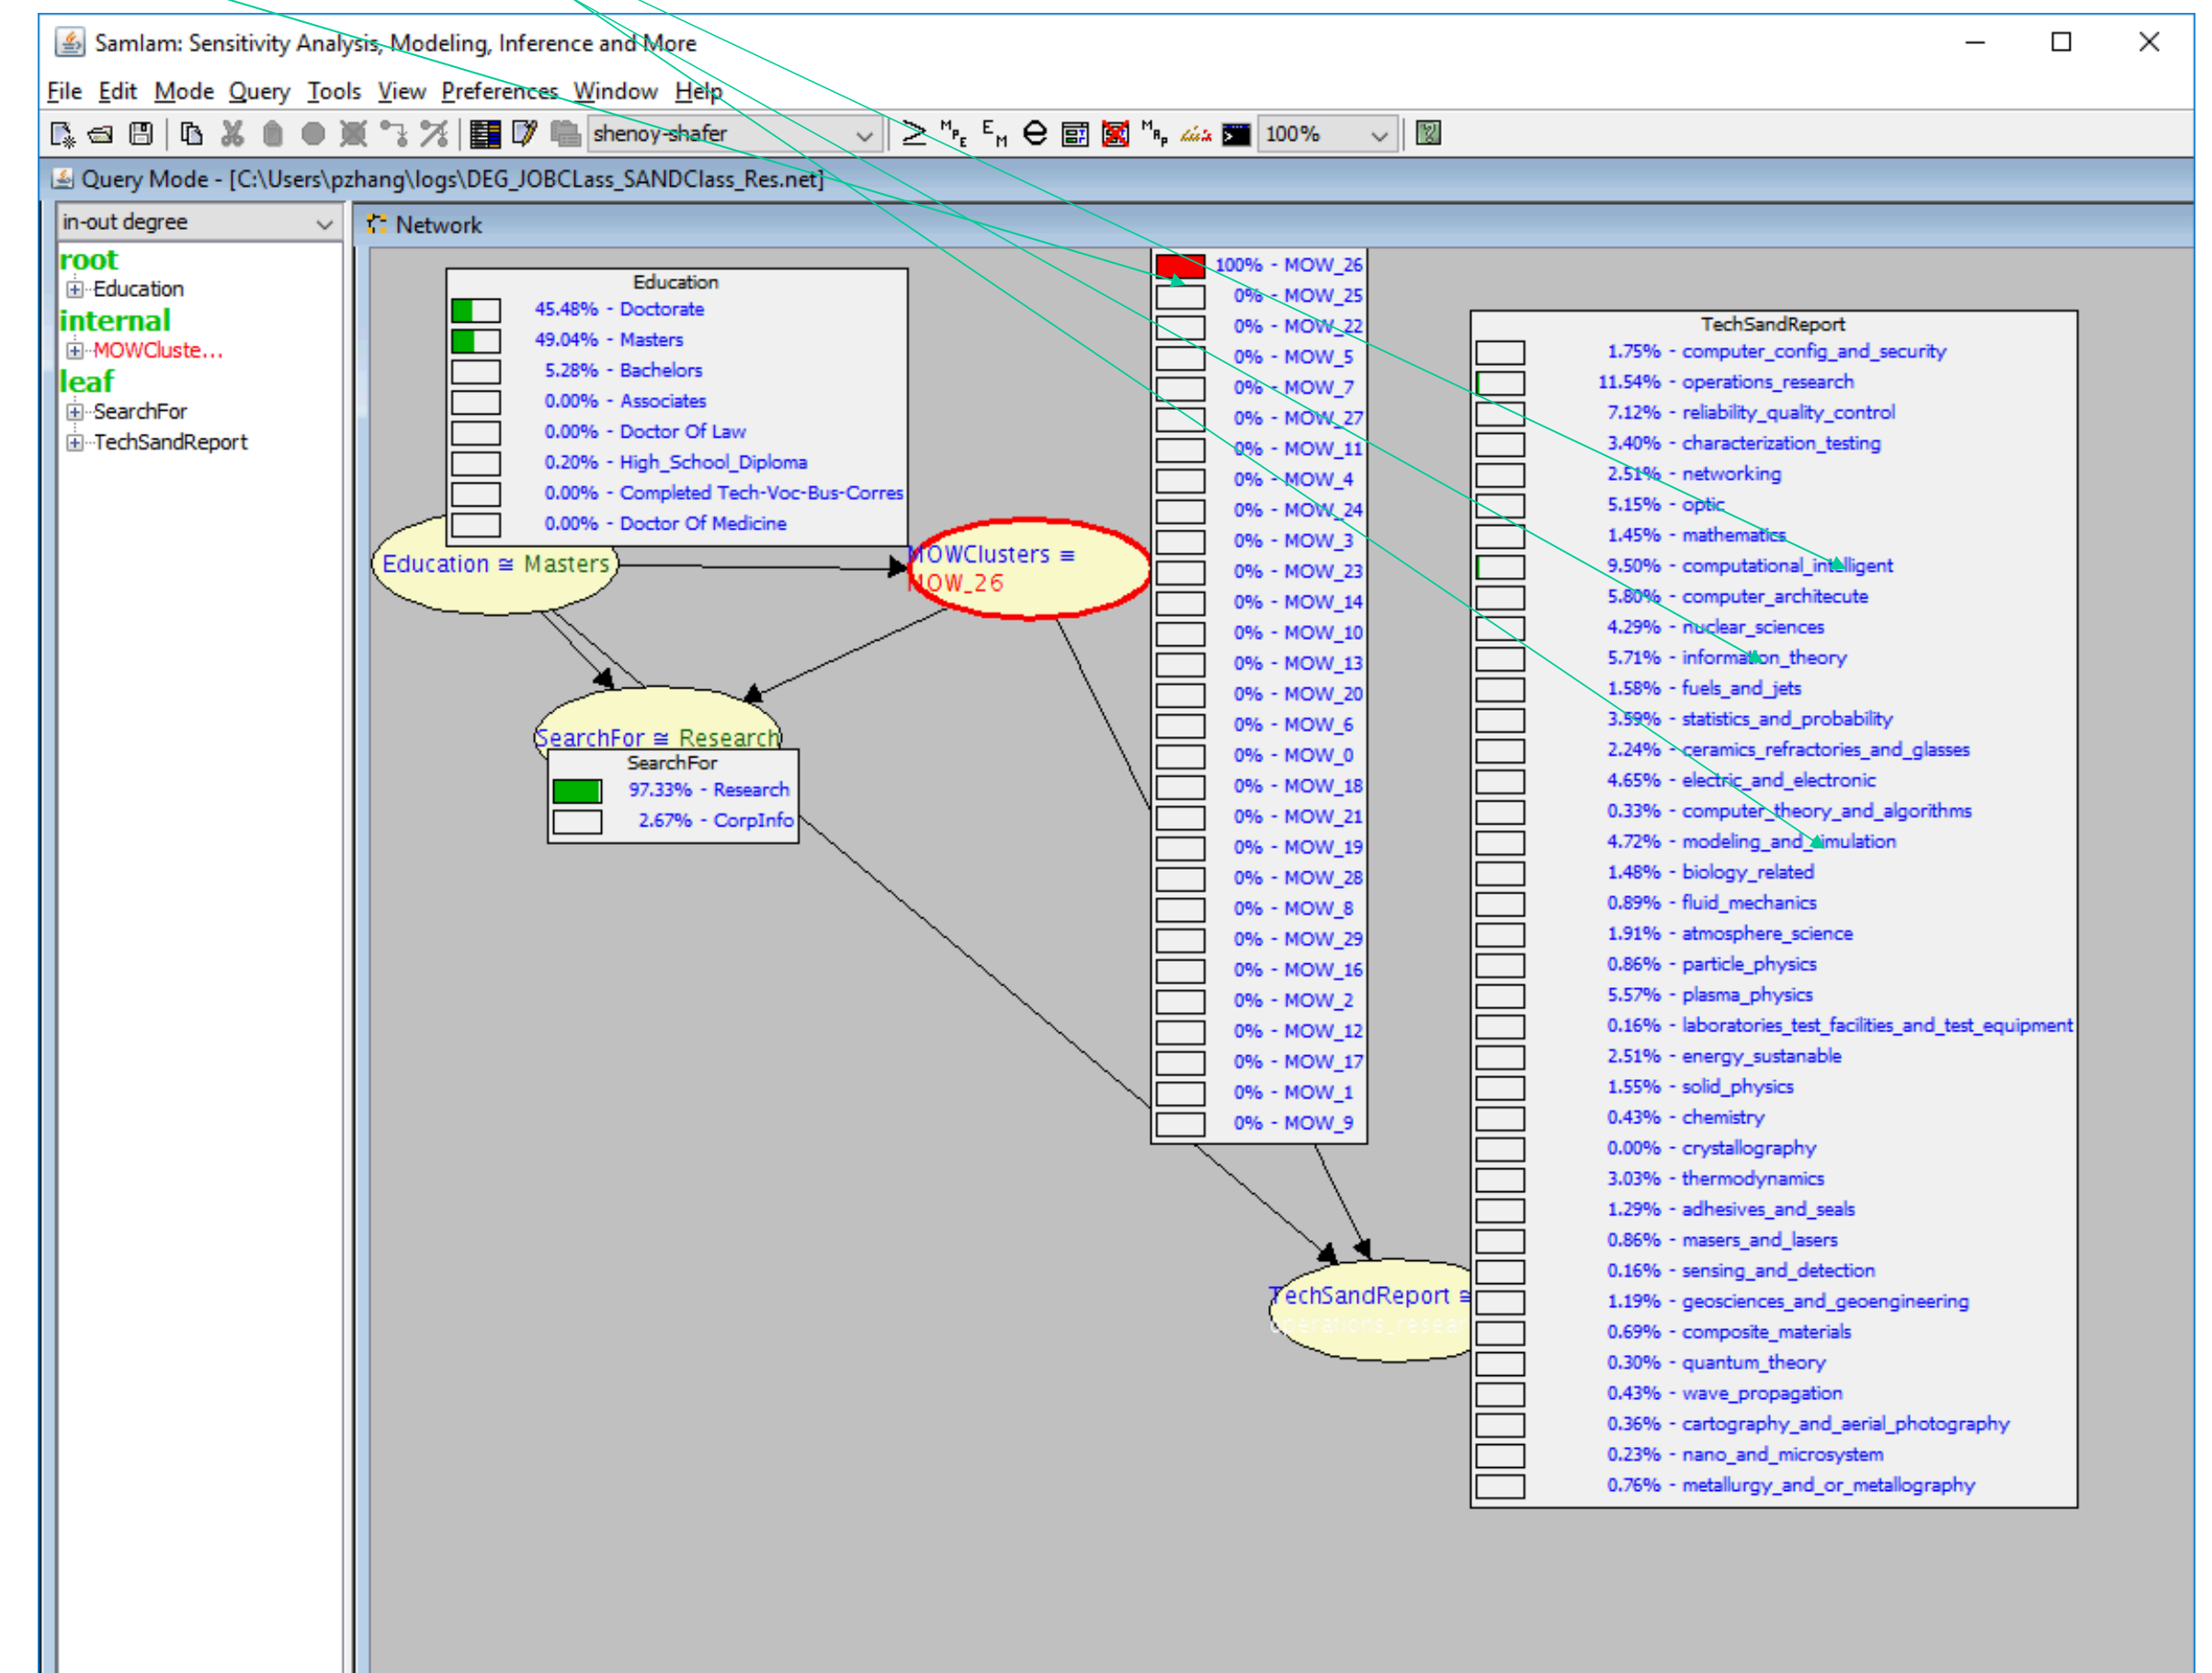 Samlam: Sensitivity Analysis, Modeling, Inference and More
File Edit Mode Query Tools View Preferences Window Help
shenoy-shafer
MPE EM MAP
100%
Query Mode - [C:\Users\pzhang\logs\DEG_JOBCLass_SANDClass_Res.net]
in-out degree
Network
root
Education
internal
MOWCluste...
leaf
SearchFor
TechSandReport
Education
45.48% - Doctorate
49.04% - Masters
5.28% - Bachelors
0.00% - Associates
0.00% - Doctor Of Law
0.20% - High_School_Diploma
0.00% - Completed Tech-Voc-Bus-Corres
0.00% - Doctor Of Medicine
Education ≅ Masters
MOWClusters ≡
MOW_26
SearchFor ≅ Research
SearchFor
97.33% - Research
2.67% - CorpInfo
100% - MOW_26
0% - MOW_25
0% - MOW_22
0% - MOW_5
0% - MOW_7
0% - MOW_27
0% - MOW_11
0% - MOW_4
0% - MOW_24
0% - MOW_3
0% - MOW_23
0% - MOW_14
0% - MOW_10
0% - MOW_13
0% - MOW_20
0% - MOW_6
0% - MOW_0
0% - MOW_18
0% - MOW_21
0% - MOW_19
0% - MOW_28
0% - MOW_8
0% - MOW_29
0% - MOW_16
0% - MOW_2
0% - MOW_12
0% - MOW_17
0% - MOW_1
0% - MOW_9
TechSandReport
1.75% - computer_config_and_security
11.54% - operations_research
7.12% - reliability_quality_control
3.40% - characterization_testing
2.51% - networking
5.15% - optic
1.45% - mathematics
9.50% - computational_intelligent
5.80% - computer_architecute
4.29% - nuclear_sciences
5.71% - information_theory
1.58% - fuels_and_jets
3.59% - statistics_and_probability
2.24% - ceramics_refractories_and_glasses
4.65% - electric_and_electronic
0.33% - computer_theory_and_algorithms
4.72% - modeling_and_simulation
1.48% - biology_related
0.89% - fluid_mechanics
1.91% - atmosphere_science
0.86% - particle_physics
5.57% - plasma_physics
0.16% - laboratories_test_facilities_and_test_equipment
2.51% - energy_sustanable
1.55% - solid_physics
0.43% - chemistry
0.00% - crystallography
3.03% - thermodynamics
1.29% - adhesives_and_seals
0.86% - masers_and_lasers
0.16% - sensing_and_detection
1.19% - geosciences_and_geoengineering
0.69% - composite_materials
0.30% - quantum_theory
0.43% - wave_propagation
0.36% - cartography_and_aerial_photography
0.23% - nano_and_microsystem
0.76% - metallurgy_and_or_metallography
TechSandReport ≅
operations_resear